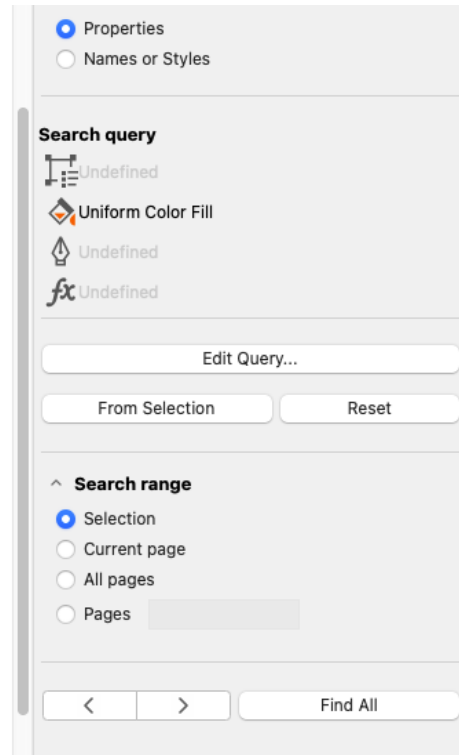 Properties
Names or Styles
Search query
Undefined
Uniform Color Fill
Undefined
fx Undefined
Edit Query...
From Selection Reset
Search range
Selection
Current page
All pages
Pages
< > Find All